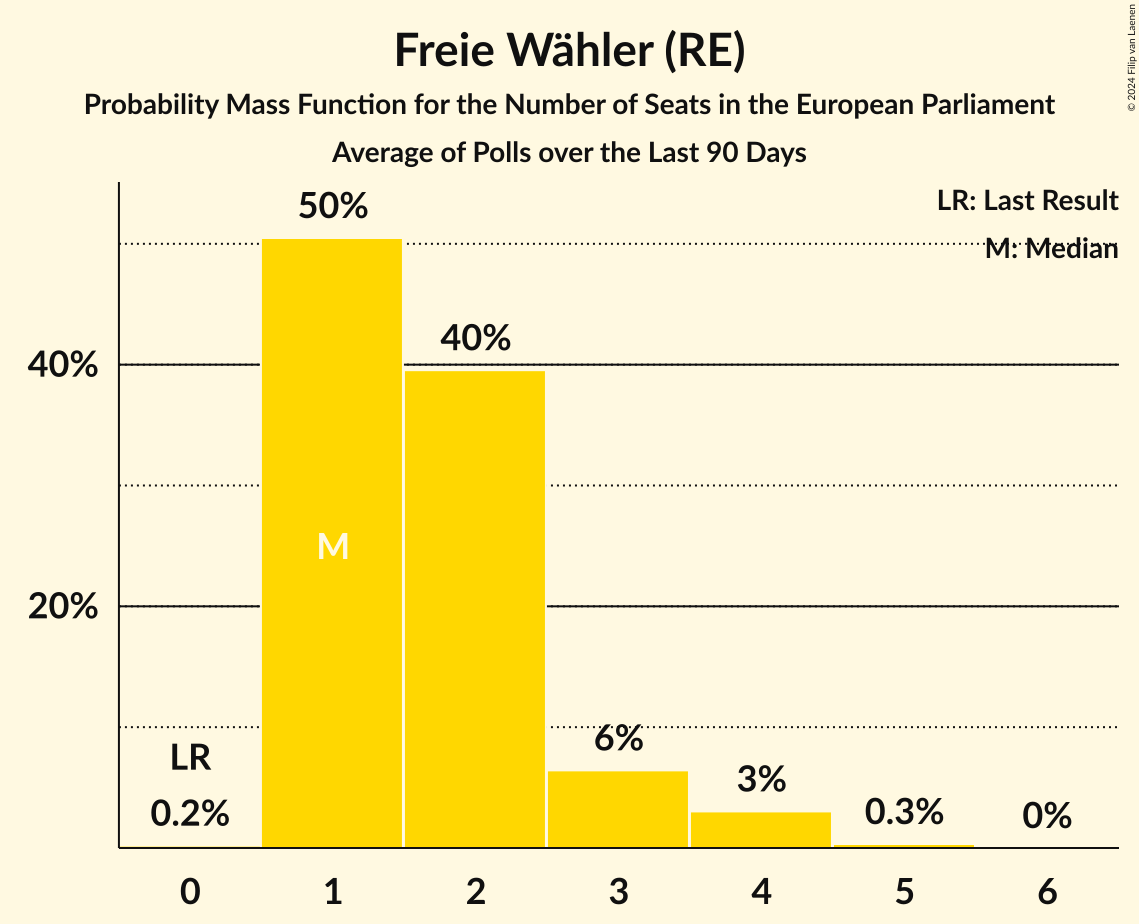 © 2024 Filip van Laenen
Freie Wähler (RE)
Probability Mass Function for the Number of Seats in the European Parliament
Average of Polls over the Last 90 Days
LR: Last Result
M: Median
50%
40%
40%
M
20%
LR
0.2%
6%
3%
0.3%
0%
0 1 2 3 4 5 6